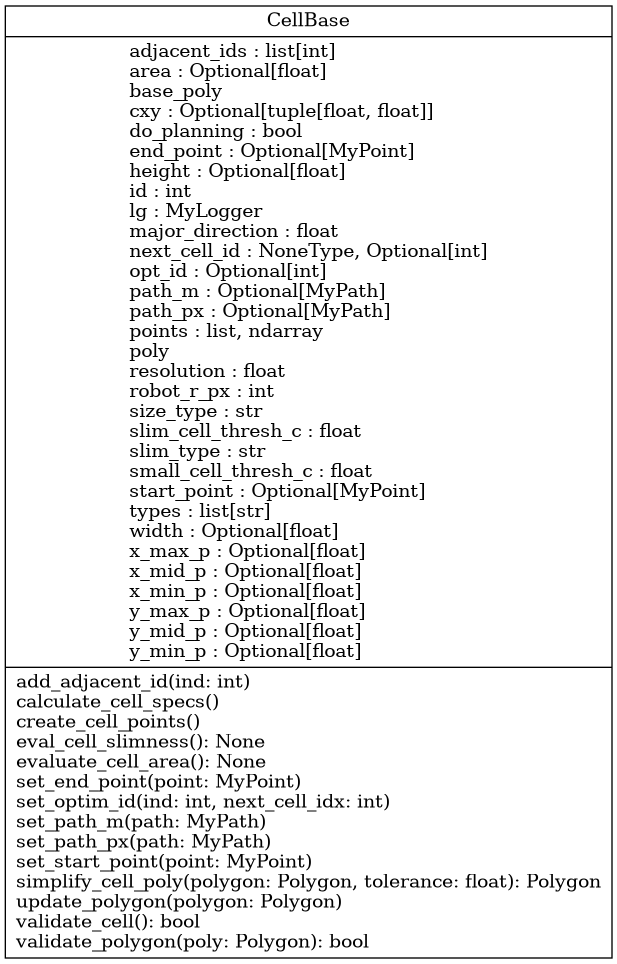 CellBase
adjacent_ids : list[int]
area : Optional[float]
base_poly
cxy : Optional[tuple[float, float]]
do_planning : bool
end_point : Optional[MyPoint]
height : Optional[float]
id : int
lg : MyLogger
major_direction : float
next_cell_id : NoneType, Optional[int]
opt_id : Optional[int]
path_m : Optional[MyPath]
path_px : Optional[MyPath]
points : list, ndarray
poly
resolution : float
robot_r_px : int
size_type : str
slim_cell_thresh_c : float
slim_type : str
small_cell_thresh_c : float
start_point : Optional[MyPoint]
types : list[str]
width : Optional[float]
x_max_p : Optional[float]
x_mid_p : Optional[float]
x_min_p : Optional[float]
y_max_p : Optional[float]
y_mid_p : Optional[float]
y_min_p : Optional[float]
add_adjacent_id(ind: int)
calculate_cell_specs()
create_cell_points()
eval_cell_slimness(): None
evaluate_cell_area(): None
set_end_point(point: MyPoint)
set_optim_id(ind: int, next_cell_idx: int)
set_path_m(path: MyPath)
set_path_px(path: MyPath)
set_start_point(point: MyPoint)
simplify_cell_poly(polygon: Polygon, tolerance: float): Polygon
update_polygon(polygon: Polygon)
validate_cell(): bool
validate_polygon(poly: Polygon): bool